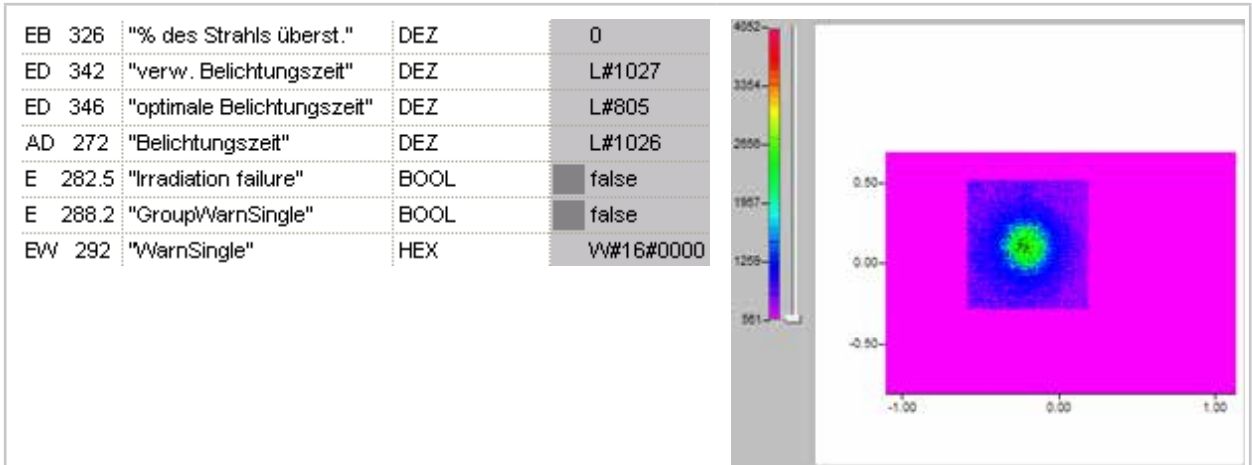 EB 326 "% des Strahls überst." DEZ 0
ED 342 "verw. Belichtungszeit" DEZ L#1027
ED 346 "optimale Belichtungszeit" DEZ L#805
AD 272 "Belichtungszeit" DEZ L#1026
E 282.5 "Irradiation failure" BOOL false
E 288.2 "GroupWarnSingle" BOOL false
EW 292 "WarnSingle" HEX W#16#0000
4052
1259
0.50
0.00
-0.50
-1.00 0.00 1.00